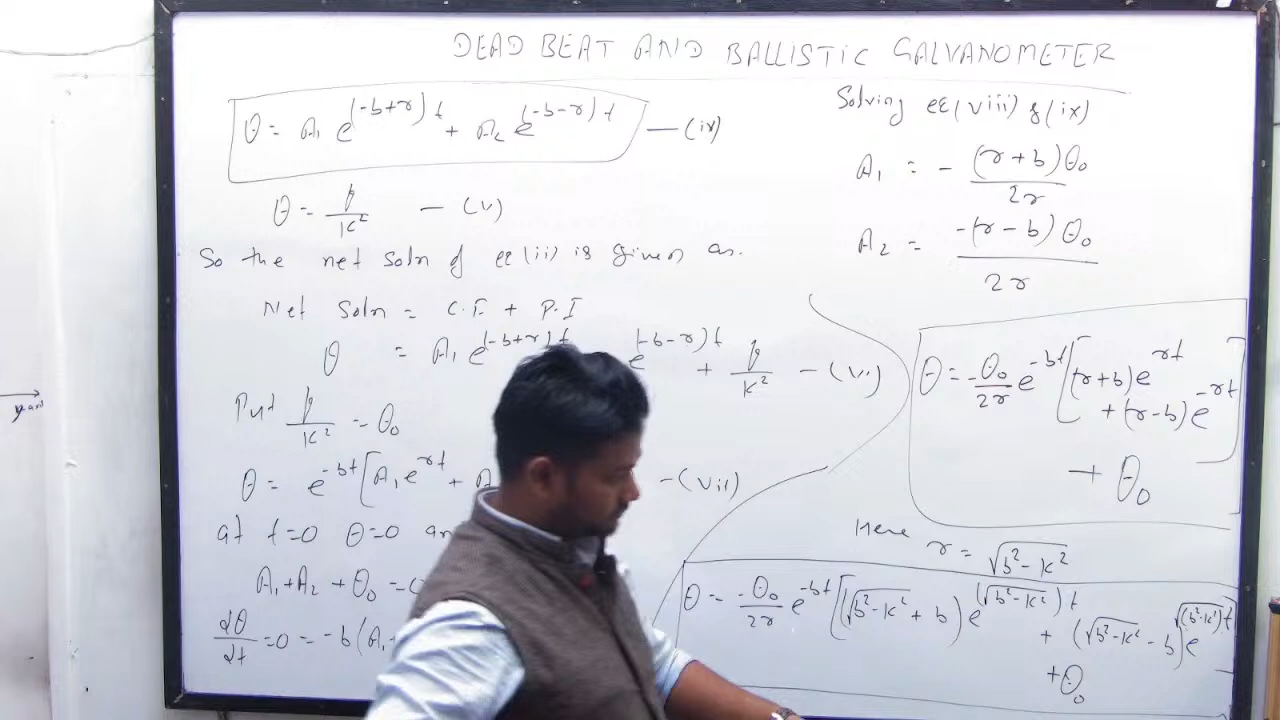 DEAD BEAT AND BALLISTIC GALVANOMETER
θ = A₁ e^(-b+r)t + A₂ e^(-b-r)t — (iv)
θ = p/k² — (v)
So the net soln of eq (ii) is given as.
Net Soln = C.F. + P.I
θ = A₁ e^(-b+r)t e^(-b-r)t + p/k² — (vi)
Put p/k² = θ₀
θ = e^-bt [A₁e^rt + A — (vii)
at t=0 θ=0 an
A₁ + A₂ + θ₀ =
dθ/dt = 0 = -b(A₁
Solving eq (viii) & (ix)
A₁ = - (r+b)θ₀/2r
A₂ = -(r-b)θ₀/2r
θ = -θ₀/2r e^-bt [(r+b)e^rt
+ (r-b)e^-rt]
+ θ₀
Here r = √b²-k²
θ = -θ₀/2r e^-bt [(√b²-k² + b) e^(√b²-k²)t
+ (√b²-k² - b) e^√(b²-k²)t
+θ₀